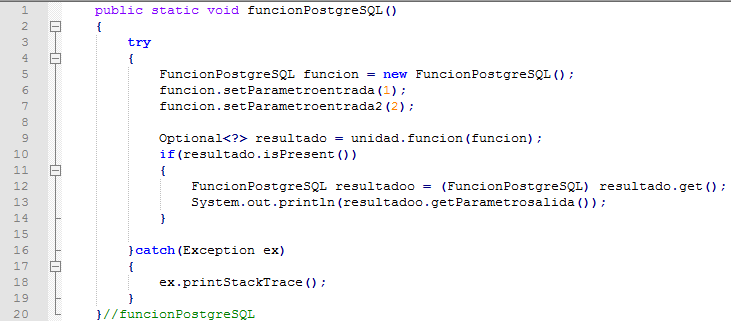 1 public static void funcionPostgreSQL()
2 {
3 try
4 {
5 FuncionPostgreSQL funcion = new FuncionPostgreSQL();
6 funcion.setParametroentrada(1);
7 funcion.setParametroentrada2(2);
8
9 Optional<?> resultado = unidad.funcion(funcion);
10 if(resultado.isPresent())
11 {
12 FuncionPostgreSQL resultadoo = (FuncionPostgreSQL) resultado.get();
13 System.out.println(resultadoo.getParametrosalida());
14 }
15
16 }catch(Exception ex)
17 {
18 ex.printStackTrace();
19 }
20 }//funcionPostgreSQL